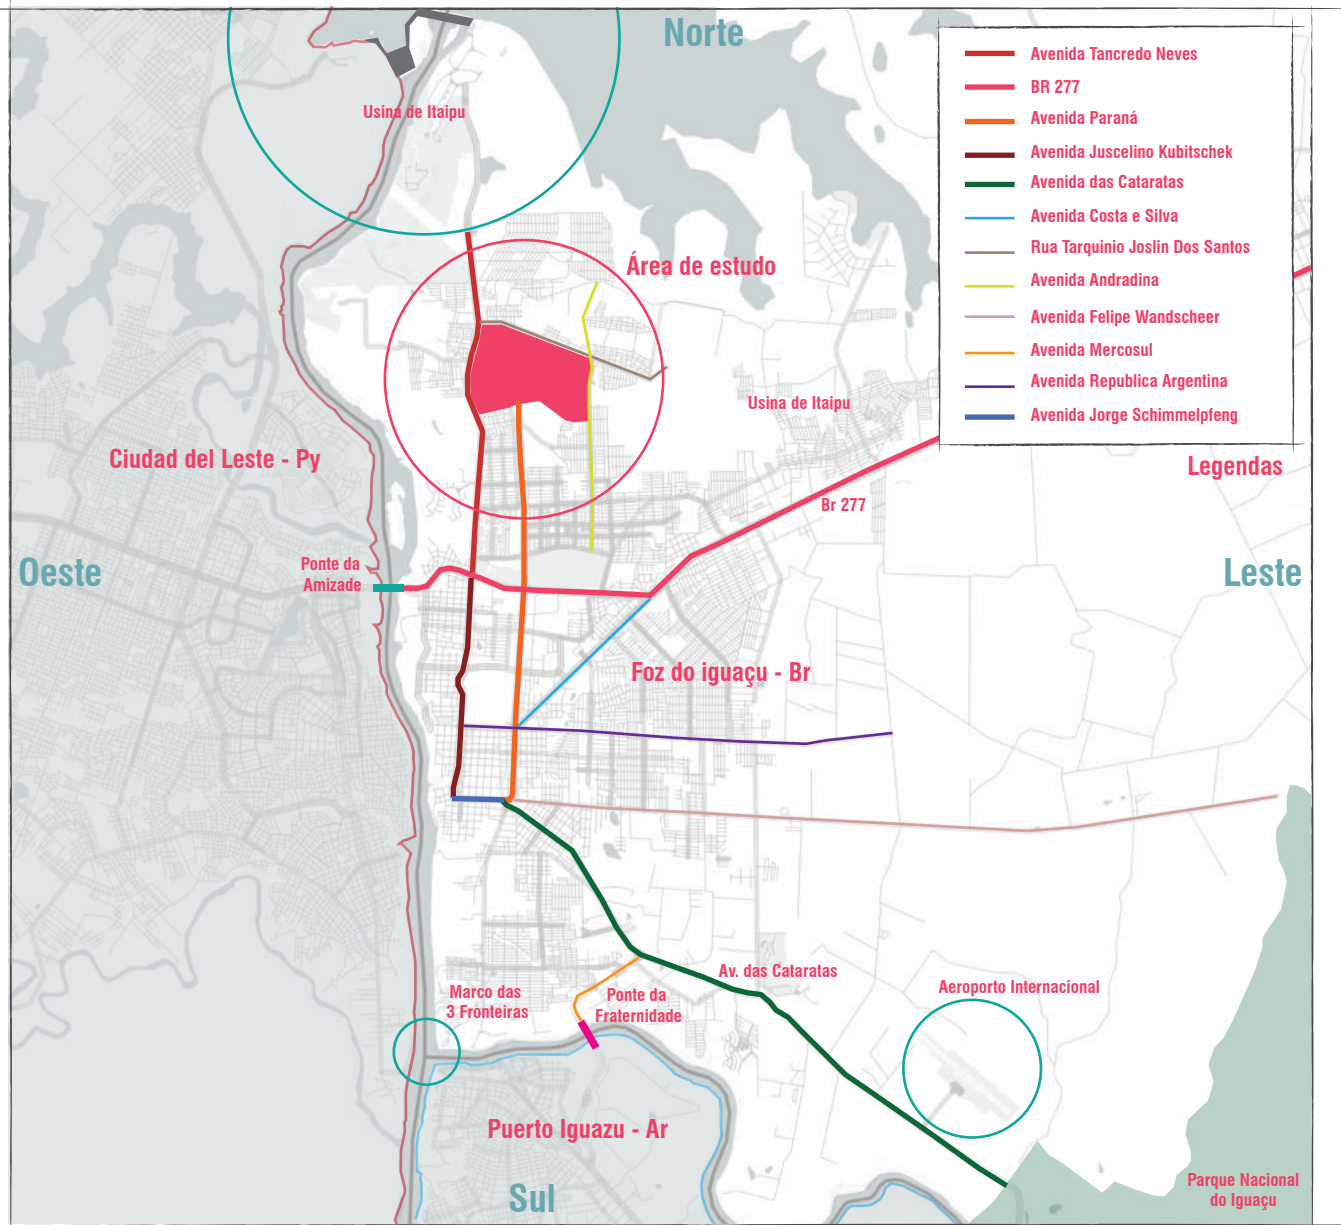 Norte
Avenida Tancredo Neves
BR 277
Avenida Paraná
Avenida Juscelino Kubitschek
Avenida das Cataratas
Avenida Costa e Silva
Rua Tarquinio Joslin Dos Santos
Avenida Andradina
Avenida Felipe Wandscheer
Avenida Mercosul
Avenida Republica Argentina
Avenida Jorge Schimmelpfeng
Legendas
Usina de Itaipu
Área de estudo
Usina de Itaipu
Ciudad del Leste - Py
Br 277
Oeste
Ponte da
Amizade
Leste
Foz do iguaçu - Br
Av. das Cataratas
Marco das
3 Fronteiras
Ponte da
Fraternidade
Aeroporto Internacional
Puerto Iguazu - Ar
Sul
Parque Nacional
do Iguaçu